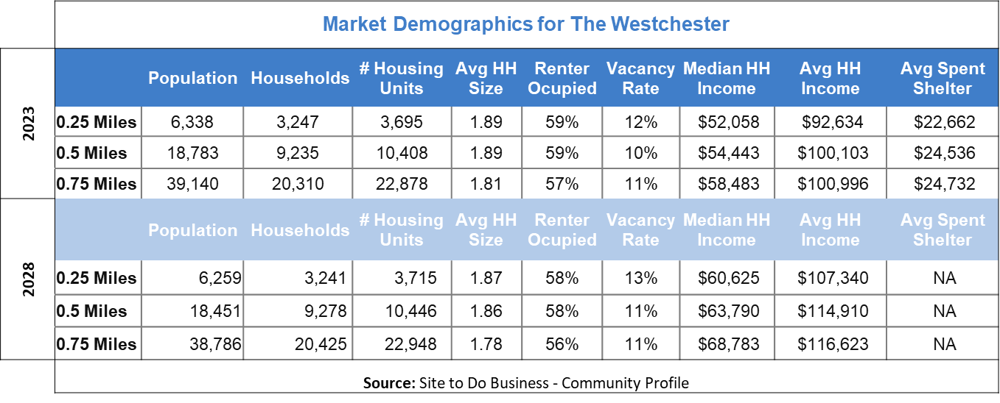 Market Demographics for The Westchester
2023
Population Households # Housing Units Avg HH Size Renter Ocupied Vacancy Rate Median HH Income Avg HH Income Avg Spent Shelter
0.25 Miles 6,338 3,247 3,695 1.89 59% 12% $52,058 $92,634 $22,662
0.5 Miles 18,783 9,235 10,408 1.89 59% 10% $54,443 $100,103 $24,536
0.75 Miles 39,140 20,310 22,878 1.81 57% 11% $58,483 $100,996 $24,732
2028
Population Households # Housing Units Avg HH Size Renter Ocupied Vacancy Rate Median HH Income Avg HH Income Avg Spent Shelter
0.25 Miles 6,259 3,241 3,715 1.87 58% 13% $60,625 $107,340 NA
0.5 Miles 18,451 9,278 10,446 1.86 58% 11% $63,790 $114,910 NA
0.75 Miles 38,786 20,425 22,948 1.78 56% 11% $68,783 $116,623 NA
Source: Site to Do Business - Community Profile